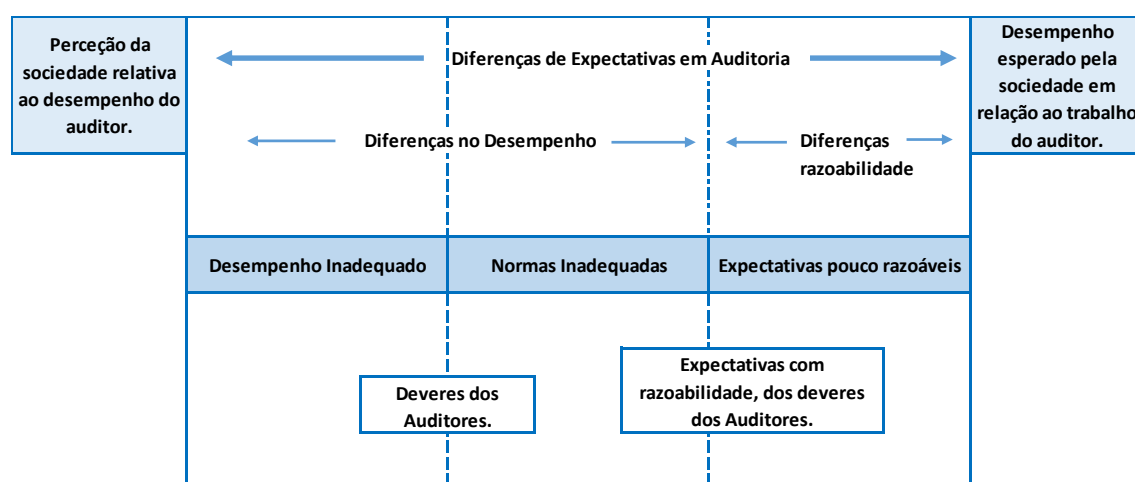 Perceção da
sociedade relativa
ao desempenho do
auditor.
Diferenças de Expectativas em Auditoria
Desempenho
esperado pela
sociedade em
relação ao trabalho
do auditor.
Diferenças no Desempenho
Diferenças
razoabilidade
Desempenho Inadequado
Normas Inadequadas
Expectativas pouco razoáveis
Deveres dos
Auditores.
Expectativas com
razoabilidade, dos deveres
dos Auditores.